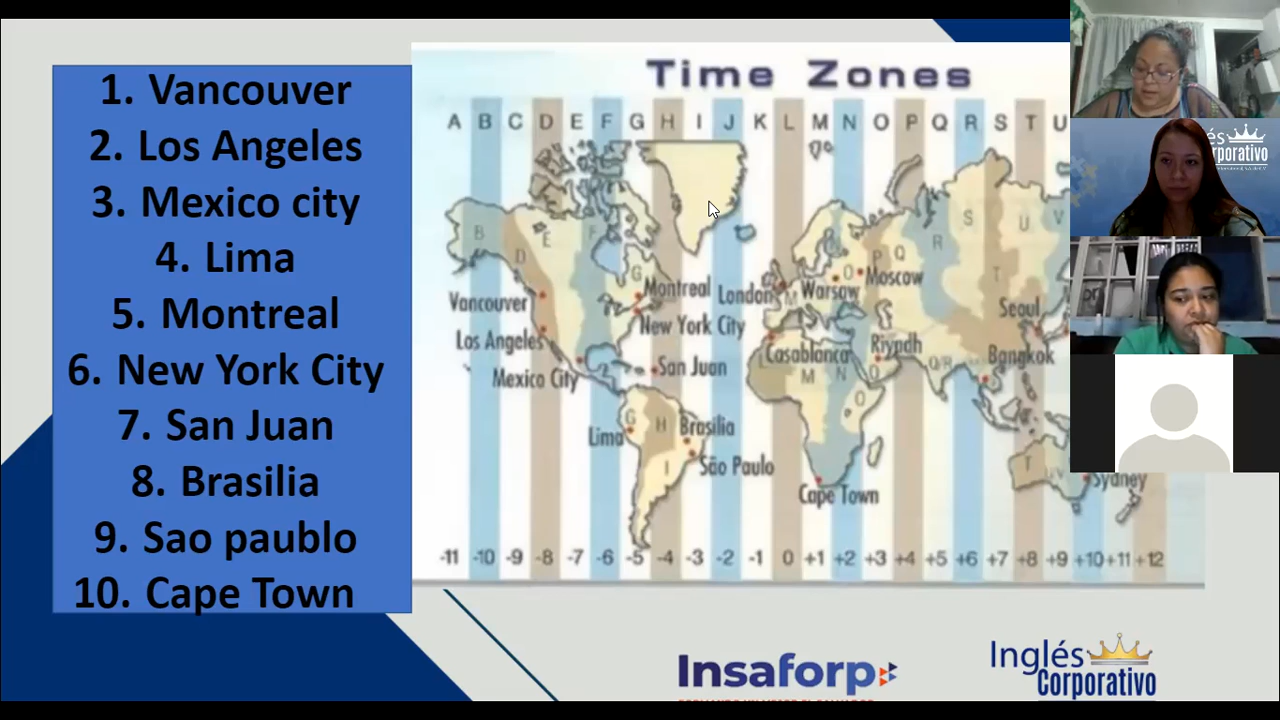 1. Vancouver
2. Los Angeles
3. Mexico city
4. Lima
5. Montreal
6. New York City
7. San Juan
8. Brasilia
9. Sao paublo
10. Cape Town
Time Zones
A B C D E F G H I J K L M N O P Q R S T U
B D E F G
M O P Q R S T U V
Vancouver
Los Angeles
Mexico City
Montreal
New York City
San Juan
Lima
G H I
Brasilia
São Paulo
London
Warsaw
Moscow
Casablanca
Riyadh
M N O
Cape Town
Seoul
Bangkok
T U V
Sydney
-11 -10 -9 -8 -7 -6 -5 -4 -3 -2 -1 0 +1 +2 +3 +4 +5 +6 +7 +8 +9 +10 +11 +12
Insaforp
Inglés
Corporativo
és
rporativo